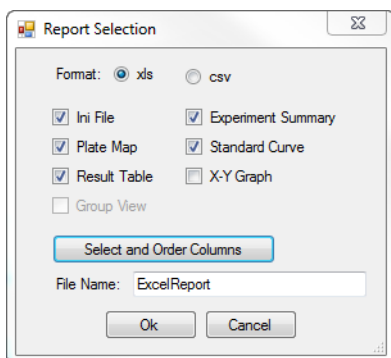 Report Selection
Format: xls csv
Ini File Experiment Summary
Plate Map Standard Curve
Result Table X-Y Graph
Group View
Select and Order Columns
File Name: ExcelReport
Ok Cancel